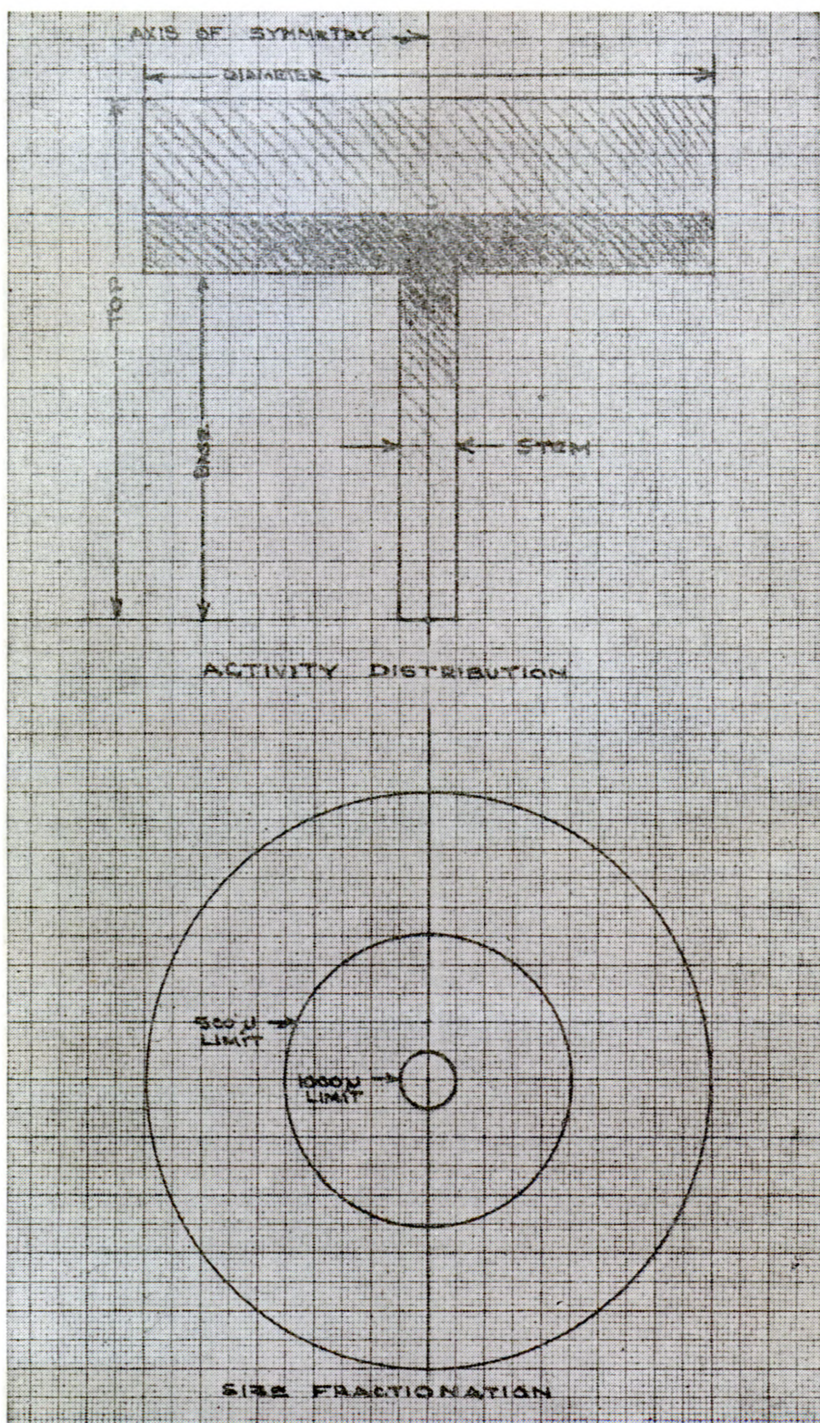 AXIS OF SYMMETRY
DIAMETER
TOP
BASE
STEM
ACTIVITY DISTRIBUTION
500 μ
LIMIT
1000 μ
LIMIT
SIZE FRACTIONATION